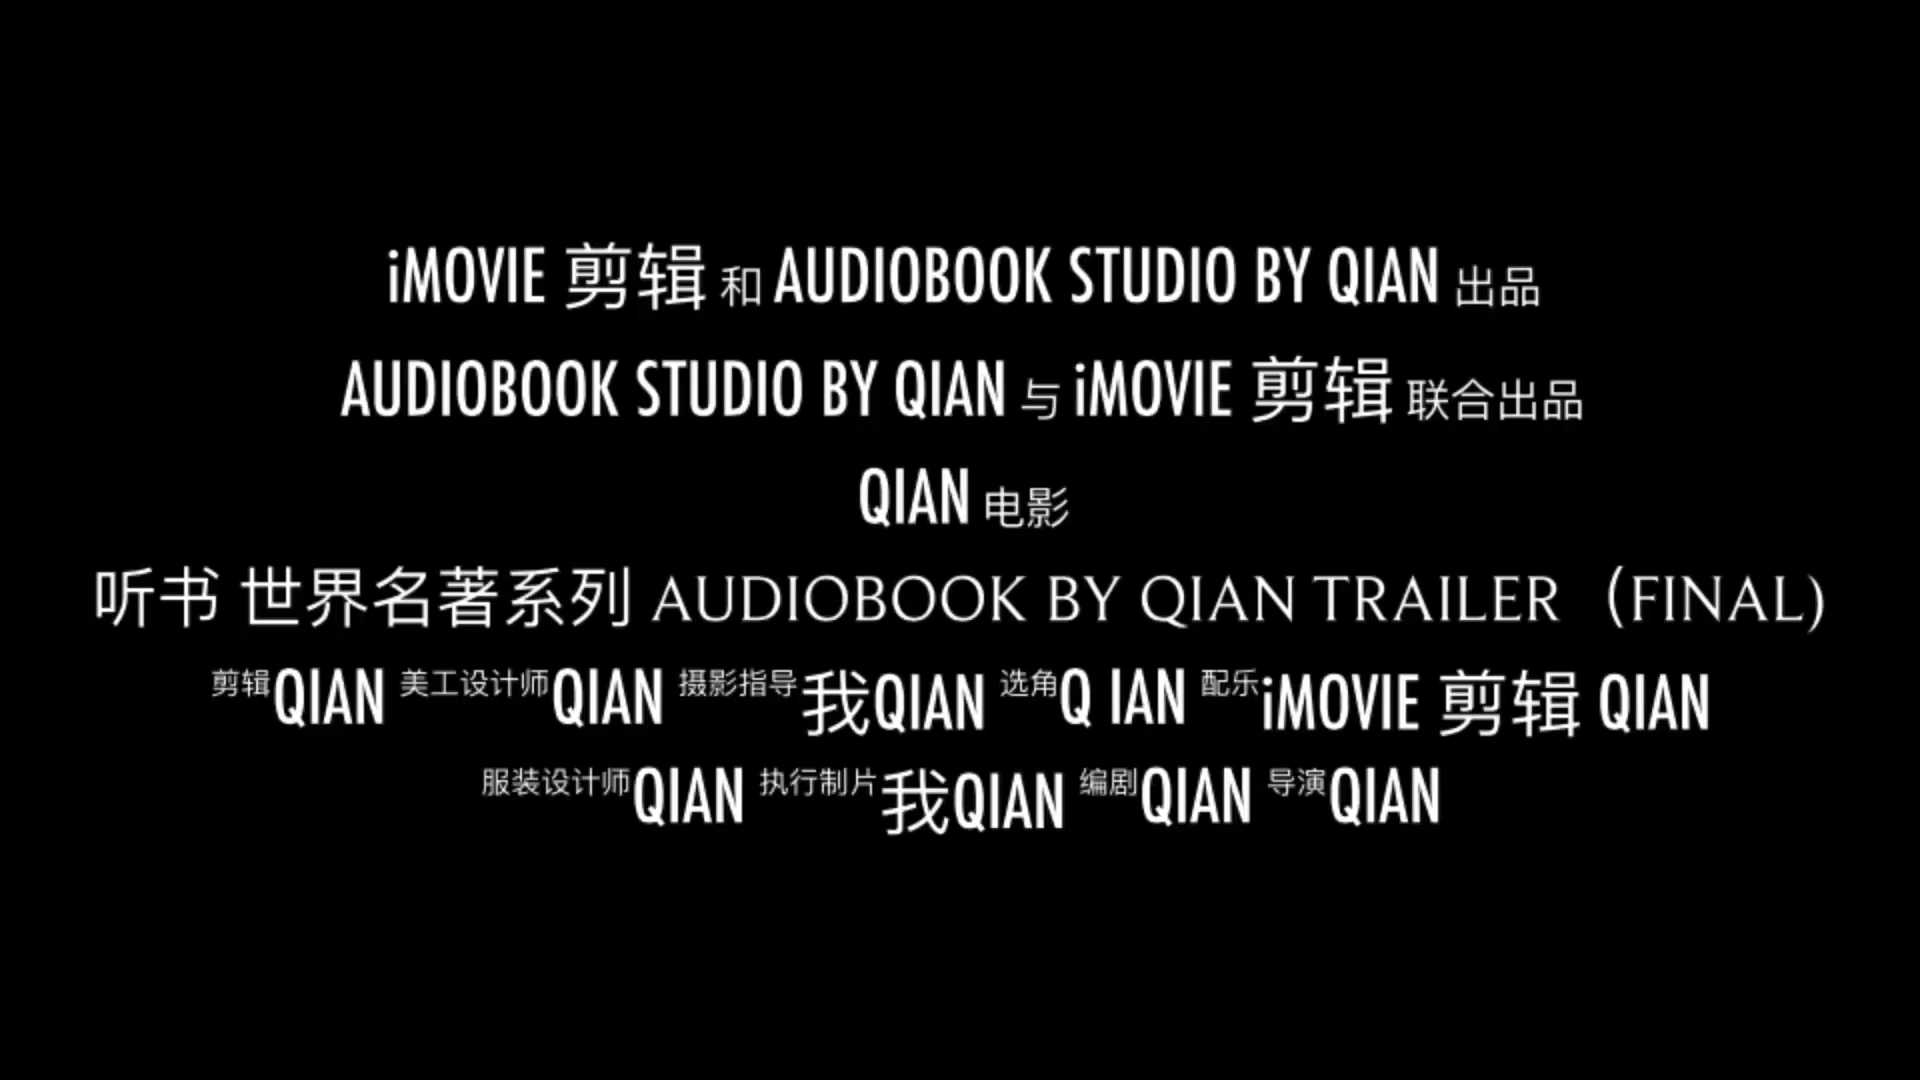 iMOVIE 剪辑 和 AUDIOBOOK STUDIO BY QIAN 出品
AUDIOBOOK STUDIO BY QIAN 与 iMOVIE 剪辑 联合出品
QIAN 电影
听书 世界名著系列 AUDIOBOOK BY QIAN TRAILER（FINAL)
剪辑QIAN 美工设计师QIAN 摄影指导我QIAN 选角Q IAN 配乐iMOVIE 剪辑 QIAN
服装设计师QIAN 执行制片我QIAN 编剧QIAN 导演QIAN